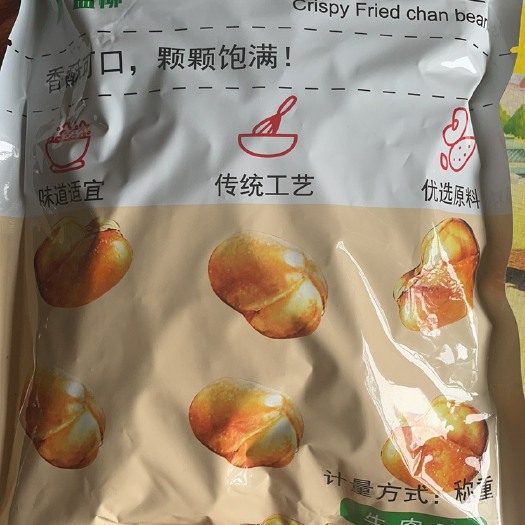 Crispy Fried chan bean
香酥可口，颗颗饱满！
味道适宜
传统工艺
优选原料
计量方式：称重